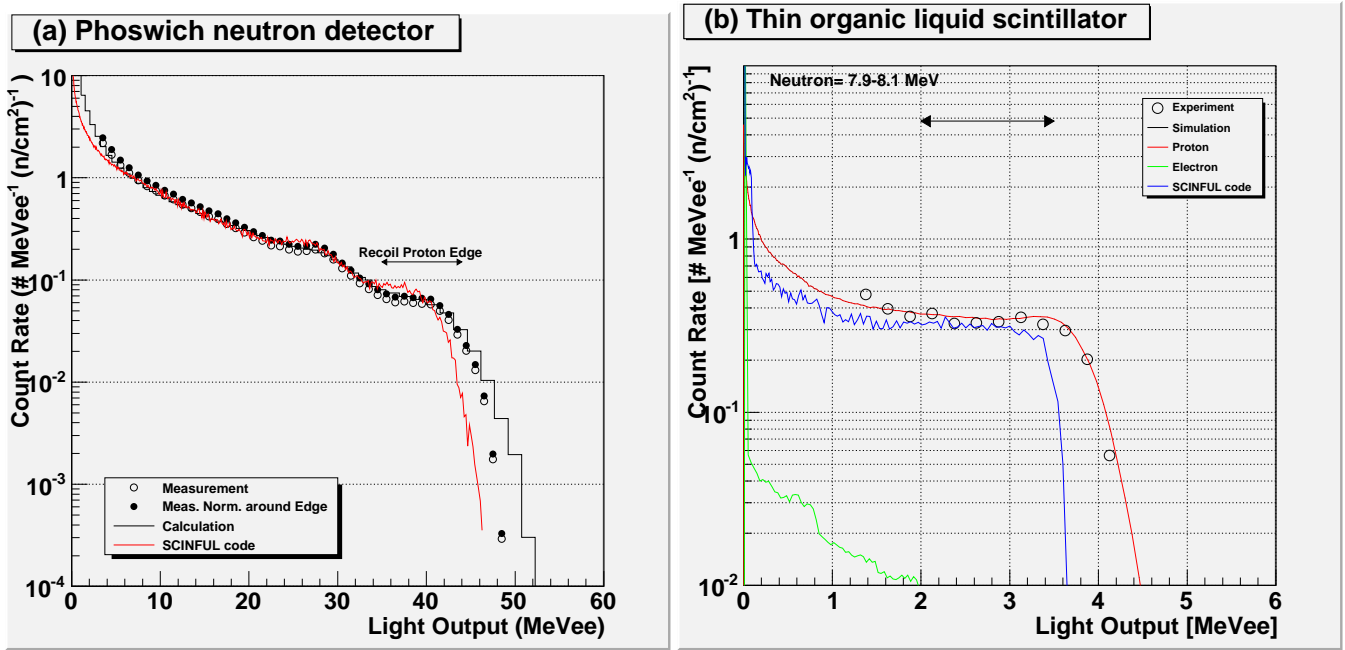 (a) Phoswich neutron detector
Count Rate (# MeVee⁻¹ (n/cm²)⁻¹ )
10
1
10⁻¹
10⁻²
10⁻³
10⁻⁴
Recoil Proton Edge
Measurement
Meas. Norm. around Edge
Calculation
SCINFUL code
0 10 20 30 40 50 60
Light Output (MeVee)
(b) Thin organic liquid scintillator
Count Rate [# MeVee⁻¹ (n/cm²)⁻¹]
Neutron= 7.9-8.1 MeV
1
10⁻¹
10⁻²
Experiment
Simulation
Proton
Electron
SCINFUL code
0 1 2 3 4 5 6
Light Output [MeVee]